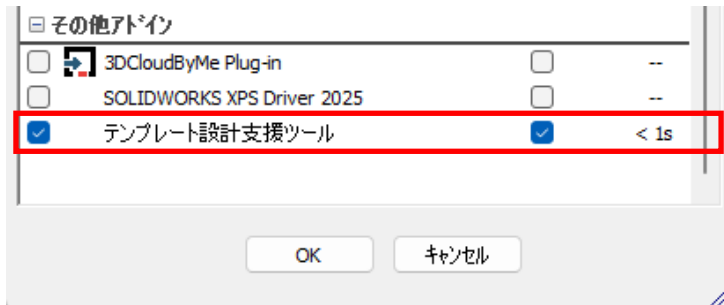 その他アドイン
3DCloudByMe Plug-in --
SOLIDWORKS XPS Driver 2025 --
テンプレート設計支援ツール < 1s
OK キャンセル